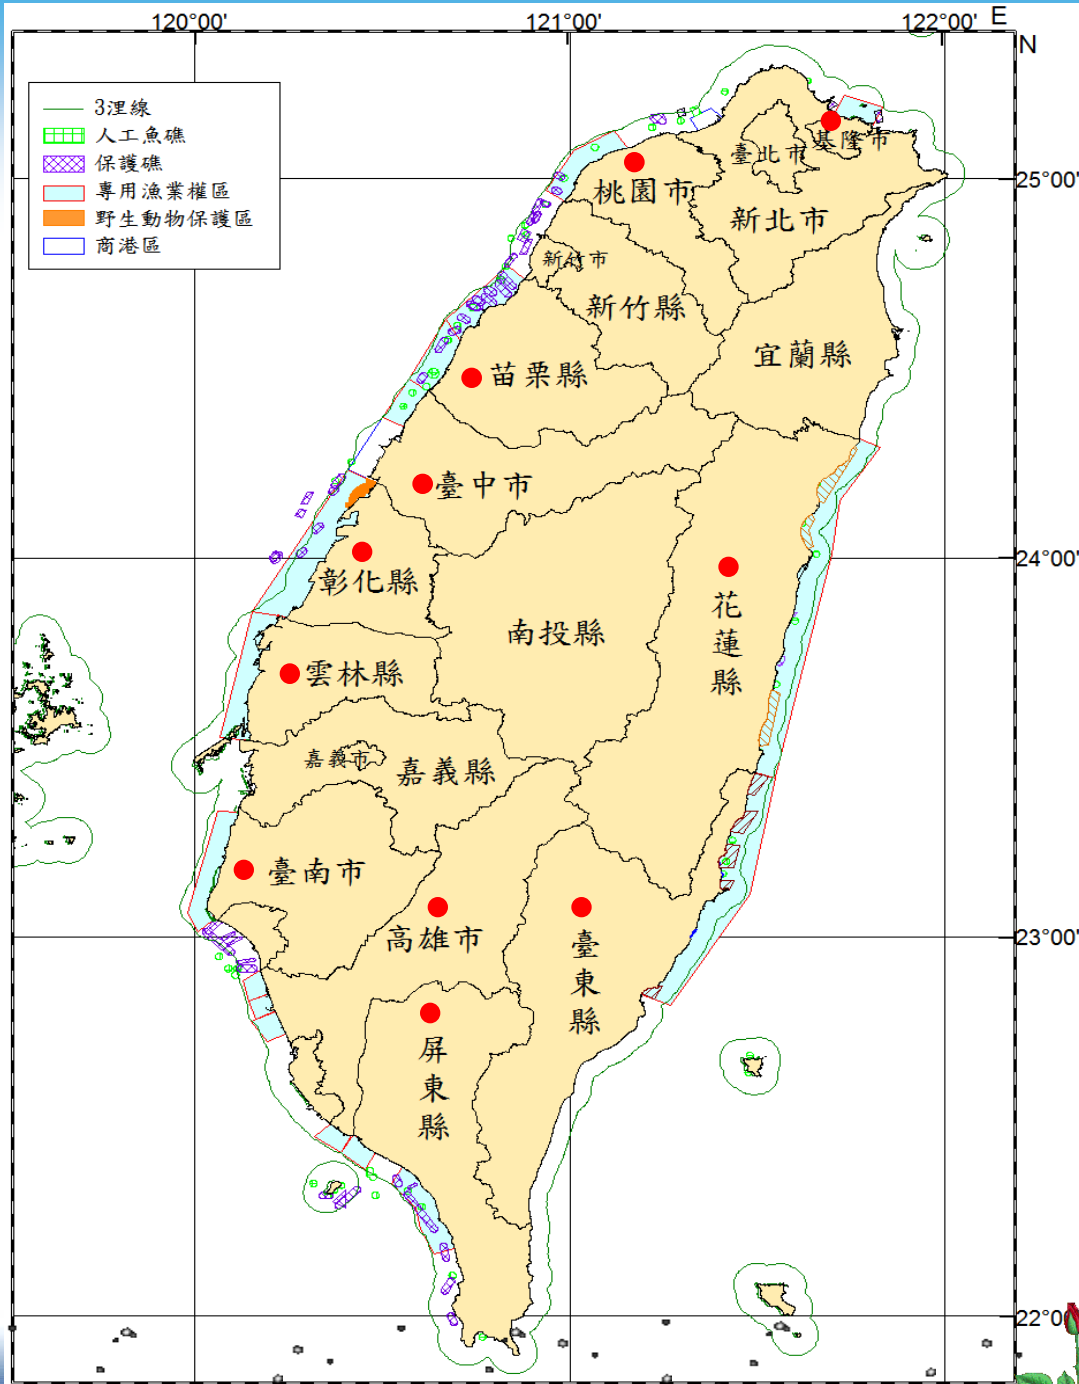 120°00'
121°00'
122°00'
E
N
3浬線
人工魚礁
保護礁
專用漁業權區
野生動物保護區
商港區
基隆市
臺北市
25°00'
桃園市
新北市
新竹市
新竹縣
宜蘭縣
苗栗縣
臺中市
24°00'
彰化縣
花蓮縣
南投縣
雲林縣
嘉義市
嘉義縣
臺南市
高雄市
23°00'
臺東縣
屏東縣
22°00'